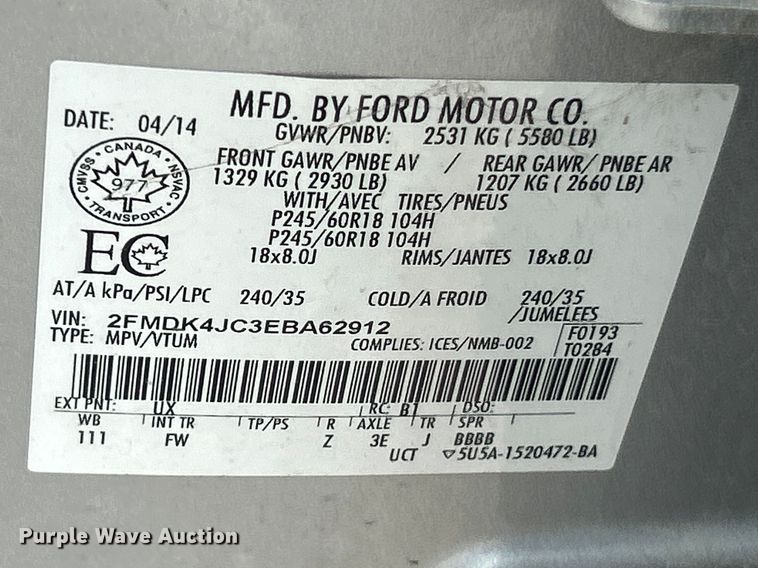 MFD. BY FORD MOTOR CO.
DATE: 04/14
GVWR/PNBV: 2531 KG ( 5580 LB)
FRONT GAWR/PNBE AV / REAR GAWR/ PNBE AR
1329 KG ( 2930 LB) 1207 KG ( 2660 LB)
CMVSS · CANADA · NSVAC
977
TRANSPORT
WITH/AVEC TIRES/PNEUS
P245/60R18 104H
P245/60R18 104H
EC
18x8.0J RIMS/JANTES 18x8.0J
AT/A kPa/PSI/LPC 240/35 COLD/A FROID 240/35
/JUMELEES
VIN: 2FMDK4JC3EBA62912
TYPE: MPV/VTUM COMPLIES: ICES/NMB-002
F0193
T0284
EXT PNT: UX RC: B1 DSO:
WB INT TR TP/PS R AXLE TR SPR
111 FW Z 3E J BBBB
UCT 5U5A-1520472-BA
Purple Wave Auction